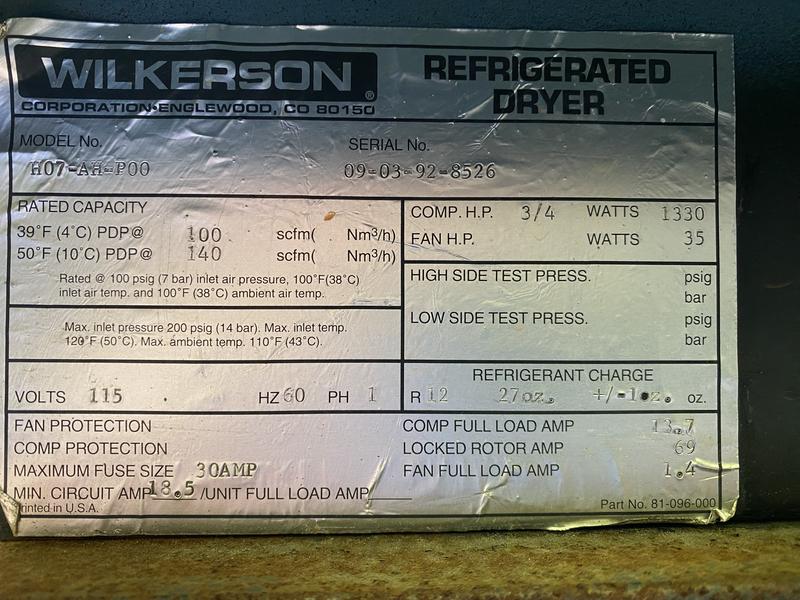 WILKERSON®
CORPORATION•ENGLEWOOD, CO 80150
REFRIGERATED
DRYER
MODEL No.
H07-AH-P00
SERIAL No.
09-03-92-8526
RATED CAPACITY
39°F (4°C) PDP@ 100 scfm( Nm³/h)
50°F (10°C) PDP@ 140 scfm( Nm³/h)
Rated @ 100 psig (7 bar) inlet air pressure, 100°F(38°C)
inlet air temp. and 100°F (38°C) ambient air temp.
COMP. H.P. 3/4 WATTS 1330
FAN H.P. WATTS 35
HIGH SIDE TEST PRESS. psig
bar
LOW SIDE TEST PRESS. psig
bar
Max. inlet pressure 200 psig (14 bar). Max. inlet temp.
120°F (50°C). Max. ambient temp. 110°F (43°C).
VOLTS 115 HZ 60 PH 1
REFRIGERANT CHARGE
R 12 27oz. +/-1oz. oz.
FAN PROTECTION
COMP PROTECTION
MAXIMUM FUSE SIZE 30AMP
MIN. CIRCUIT AMP 18.5 /UNIT FULL LOAD AMP
COMP FULL LOAD AMP 13.7
LOCKED ROTOR AMP 69
FAN FULL LOAD AMP 1.4
Printed in U.S.A.
Part No. 81-096-000